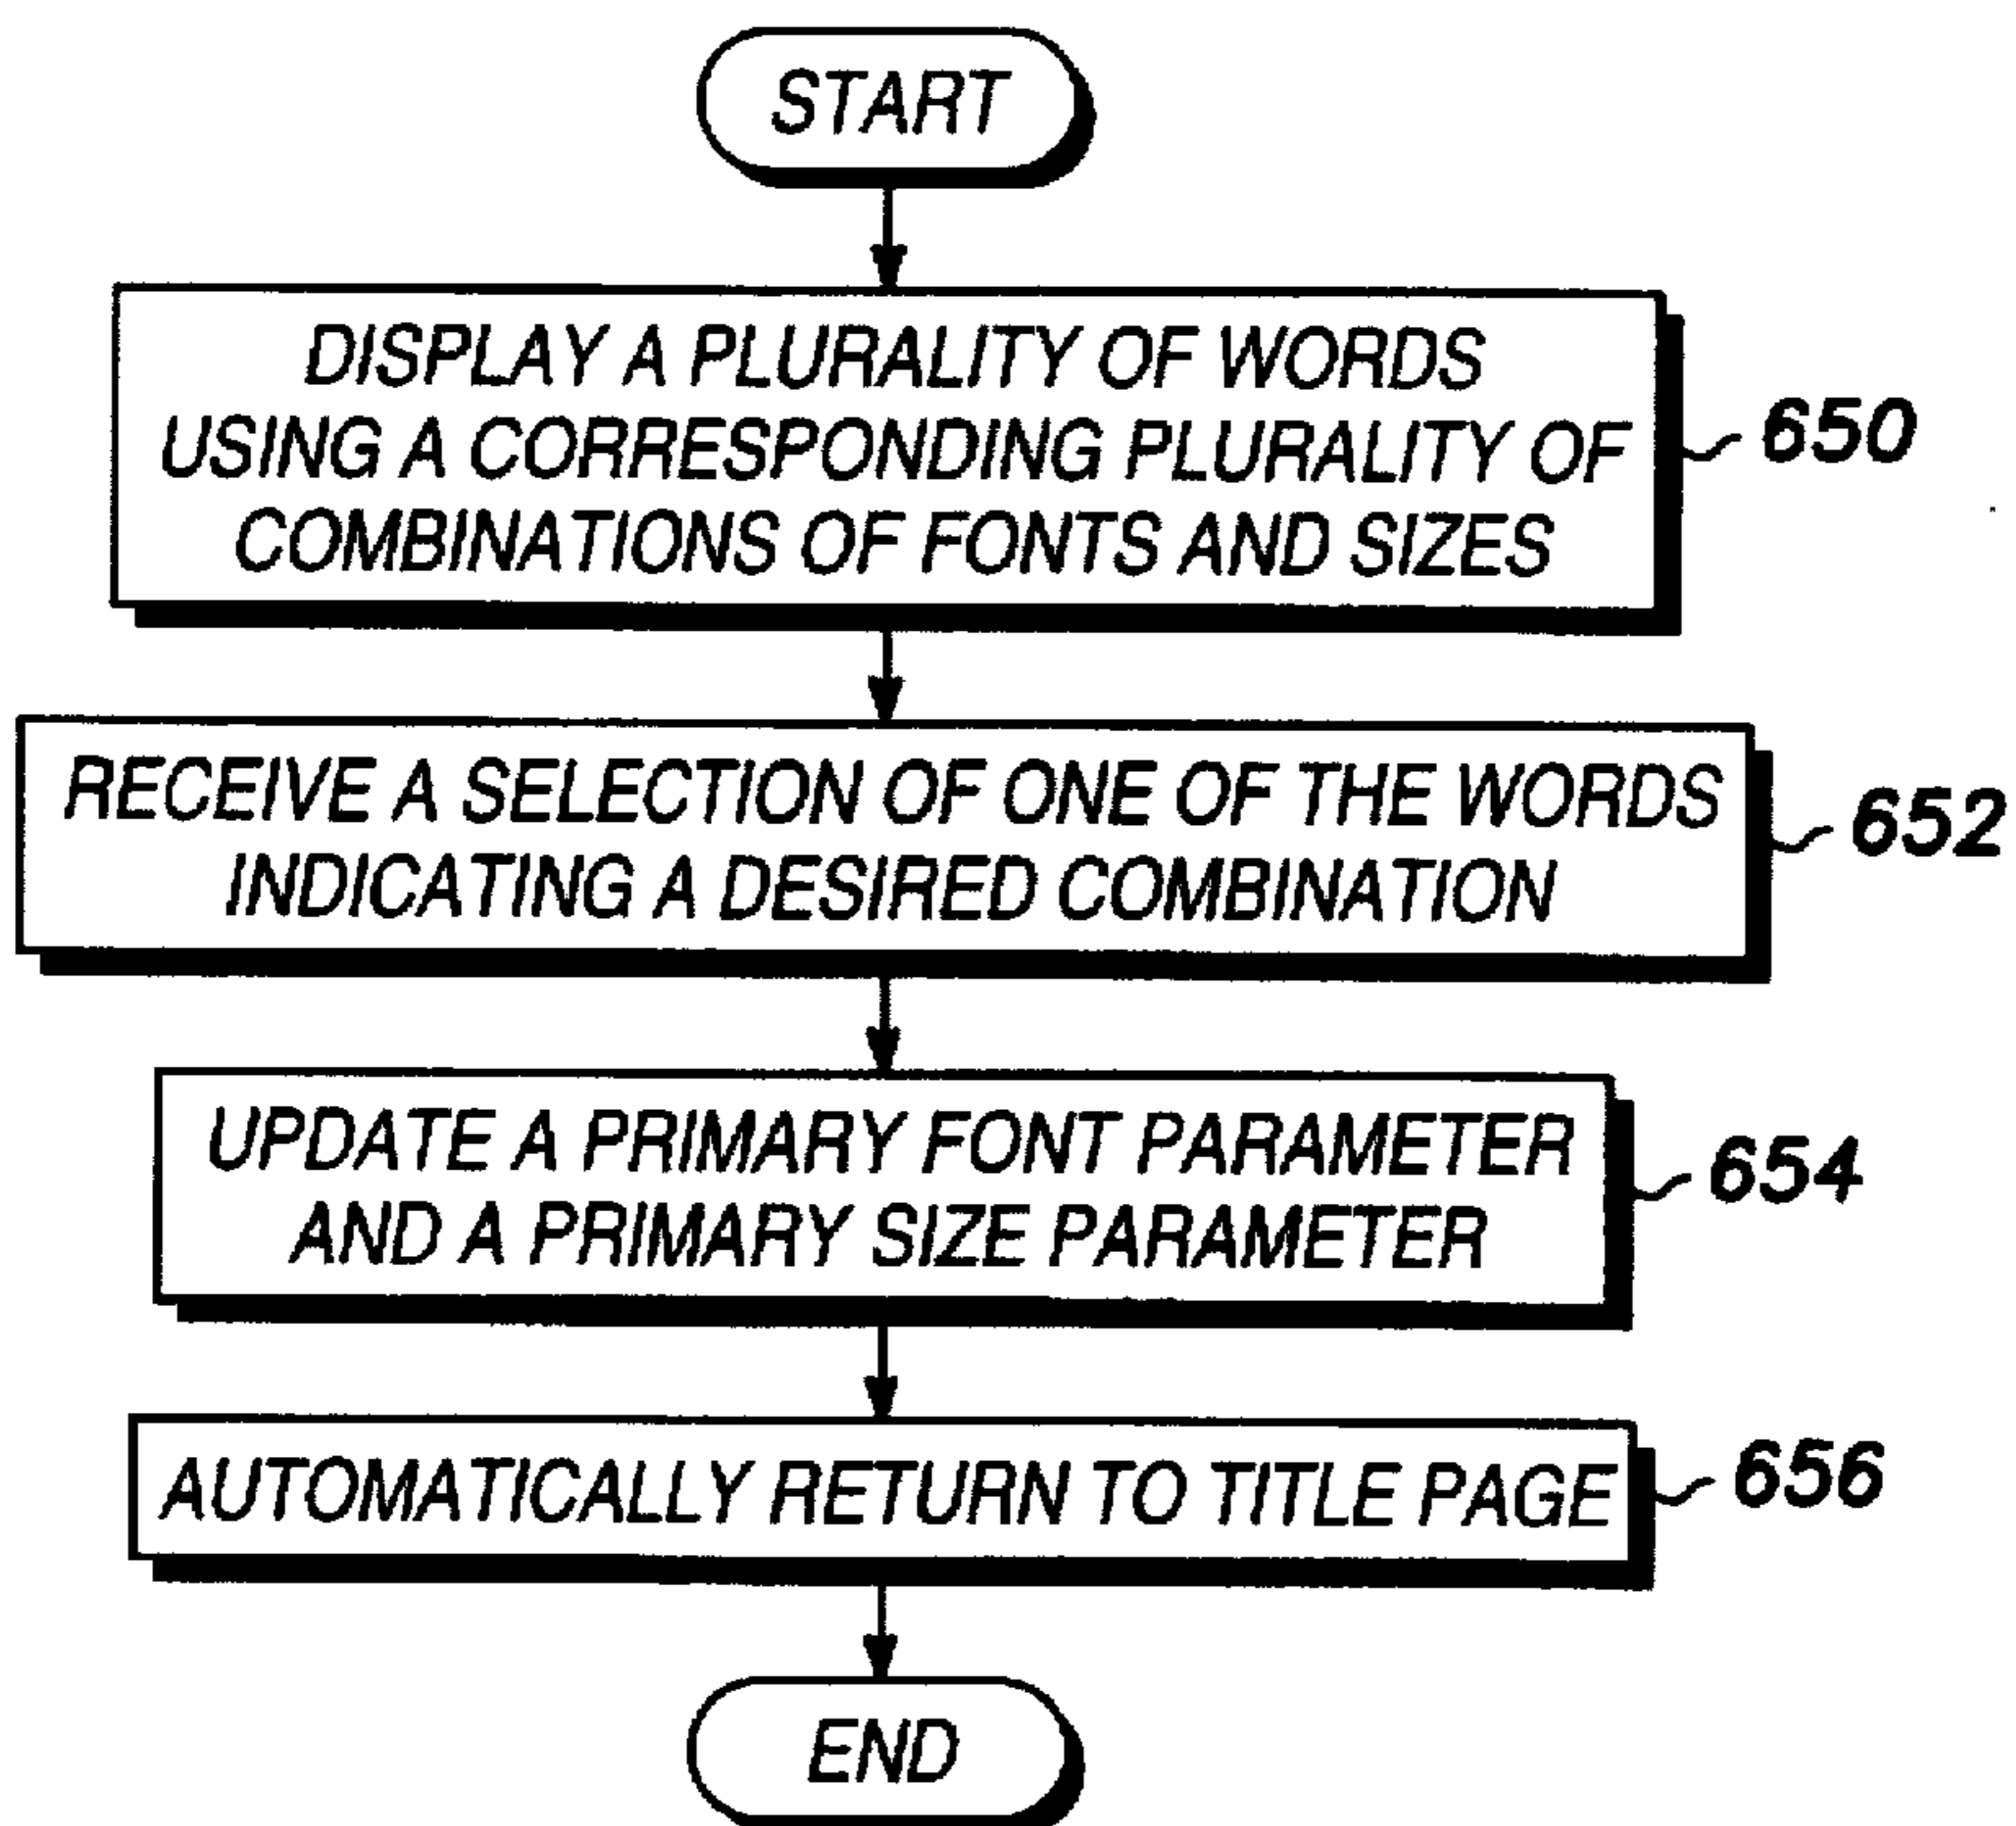 START
DISPLAY A PLURALITY OF WORDS
USING A CORRESPONDING PLURALITY OF
COMBINATIONS OF FONTS AND SIZES
650
RECEIVE A SELECTION OF ONE OF THE WORDS
INDICATING A DESIRED COMBINATION
652
UPDATE A PRIMARY FONT PARAMETER
AND A PRIMARY SIZE PARAMETER
654
AUTOMATICALLY RETURN TO TITLE PAGE
656
END